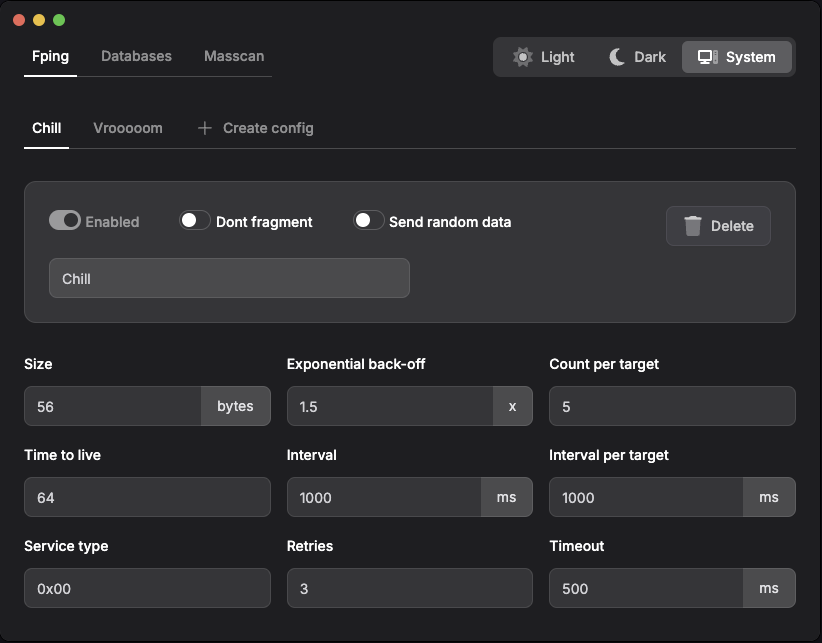 Fping Databases Masscan Light Dark System
Chill Vrooooom Create config
Enabled Dont fragment Send random data Delete
Chill
Size Exponential back-off Count per target
56 bytes 1.5 x 5
Time to live Interval Interval per target
64 1000 ms 1000 ms
Service type Retries Timeout
0x00 3 500 ms